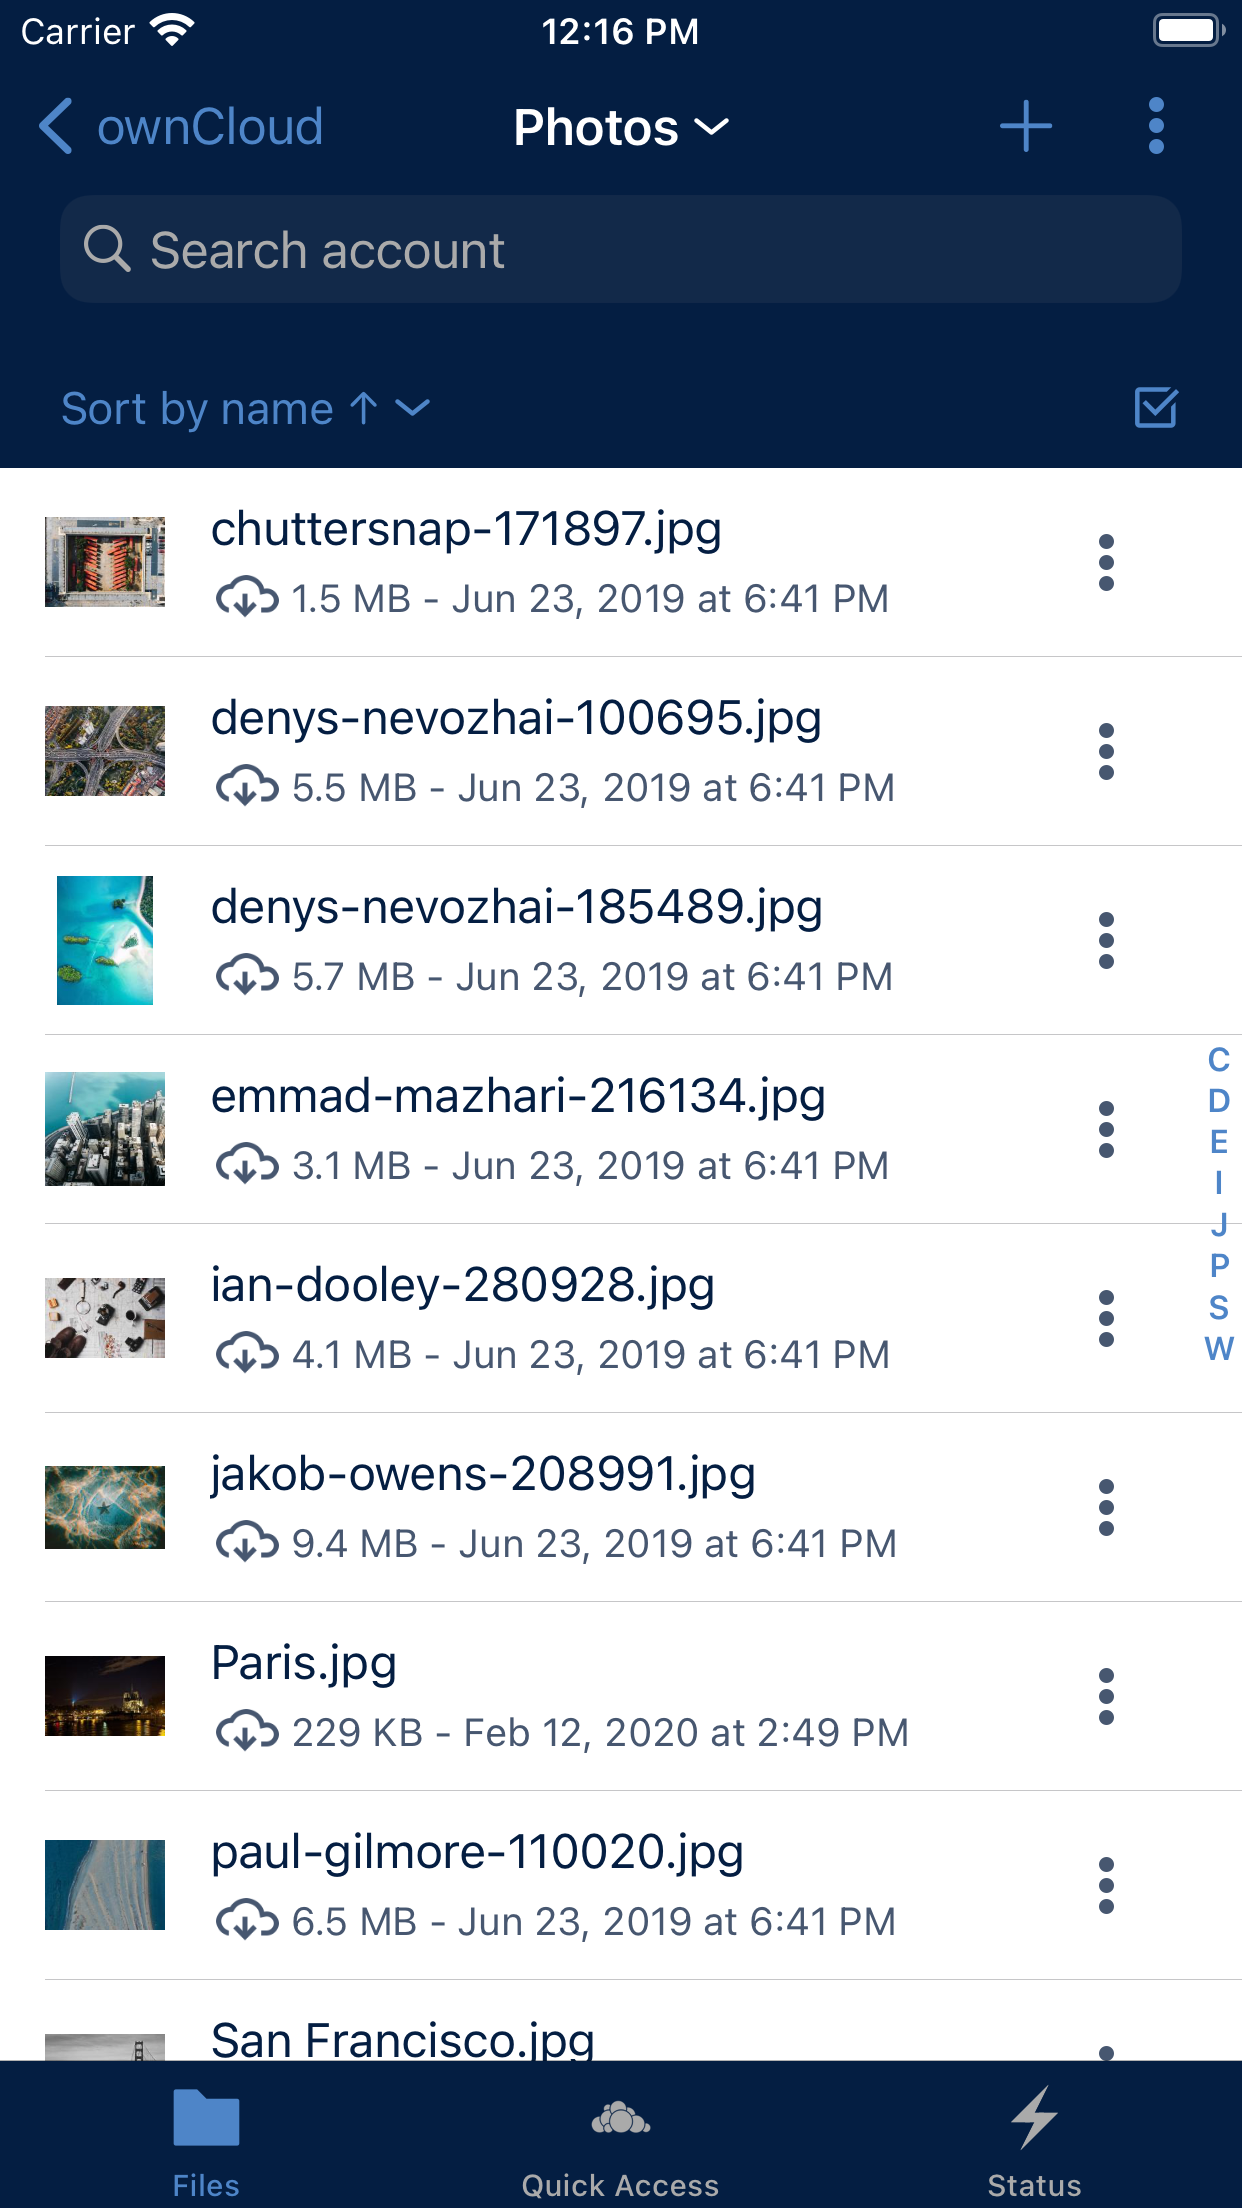 Carrier 12:16 PM
ownCloud Photos
Search account
Sort by name ↑
chuttersnap-171897.jpg
1.5 MB - Jun 23, 2019 at 6:41 PM
denys-nevozhai-100695.jpg
5.5 MB - Jun 23, 2019 at 6:41 PM
denys-nevozhai-185489.jpg
5.7 MB - Jun 23, 2019 at 6:41 PM
emmad-mazhari-216134.jpg
3.1 MB - Jun 23, 2019 at 6:41 PM
ian-dooley-280928.jpg
4.1 MB - Jun 23, 2019 at 6:41 PM
jakob-owens-208991.jpg
9.4 MB - Jun 23, 2019 at 6:41 PM
Paris.jpg
229 KB - Feb 12, 2020 at 2:49 PM
paul-gilmore-110020.jpg
6.5 MB - Jun 23, 2019 at 6:41 PM
San Francisco.jpg
C
D
E
I
J
P
S
W
Files Quick Access Status